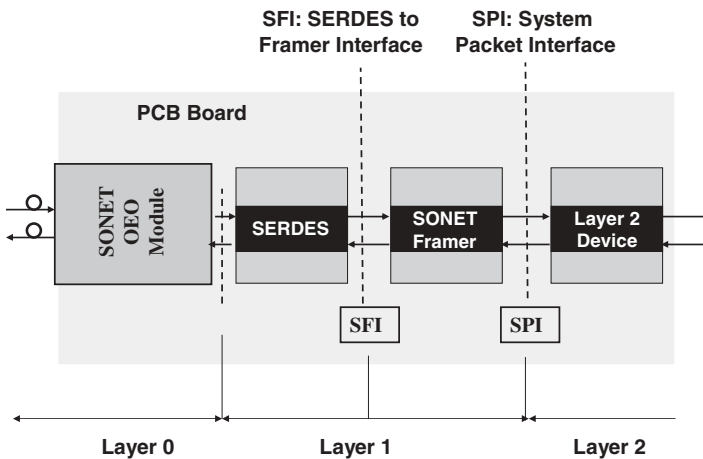 SFI: SERDES to
Framer Interface
SPI: System
Packet Interface
PCB Board
SONET
OEO
Module
SERDES
SONET
Framer
Layer 2
Device
SFI
SPI
Layer 0
Layer 1
Layer 2